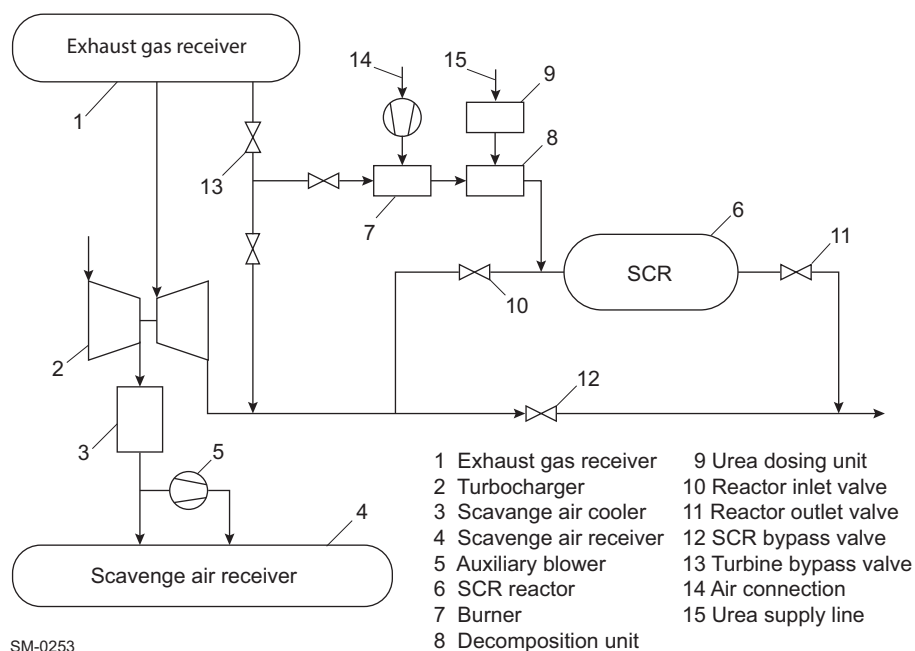 Exhaust gas receiver
14
15
9
1
13
8
7
6
11
SCR
10
2
12
3
5
4
Scavenge air receiver
1 Exhaust gas receiver
2 Turbocharger
3 Scavange air cooler
4 Scavenge air receiver
5 Auxiliary blower
6 SCR reactor
7 Burner
8 Decomposition unit
9 Urea dosing unit
10 Reactor inlet valve
11 Reactor outlet valve
12 SCR bypass valve
13 Turbine bypass valve
14 Air connection
15 Urea supply line
SM-0253